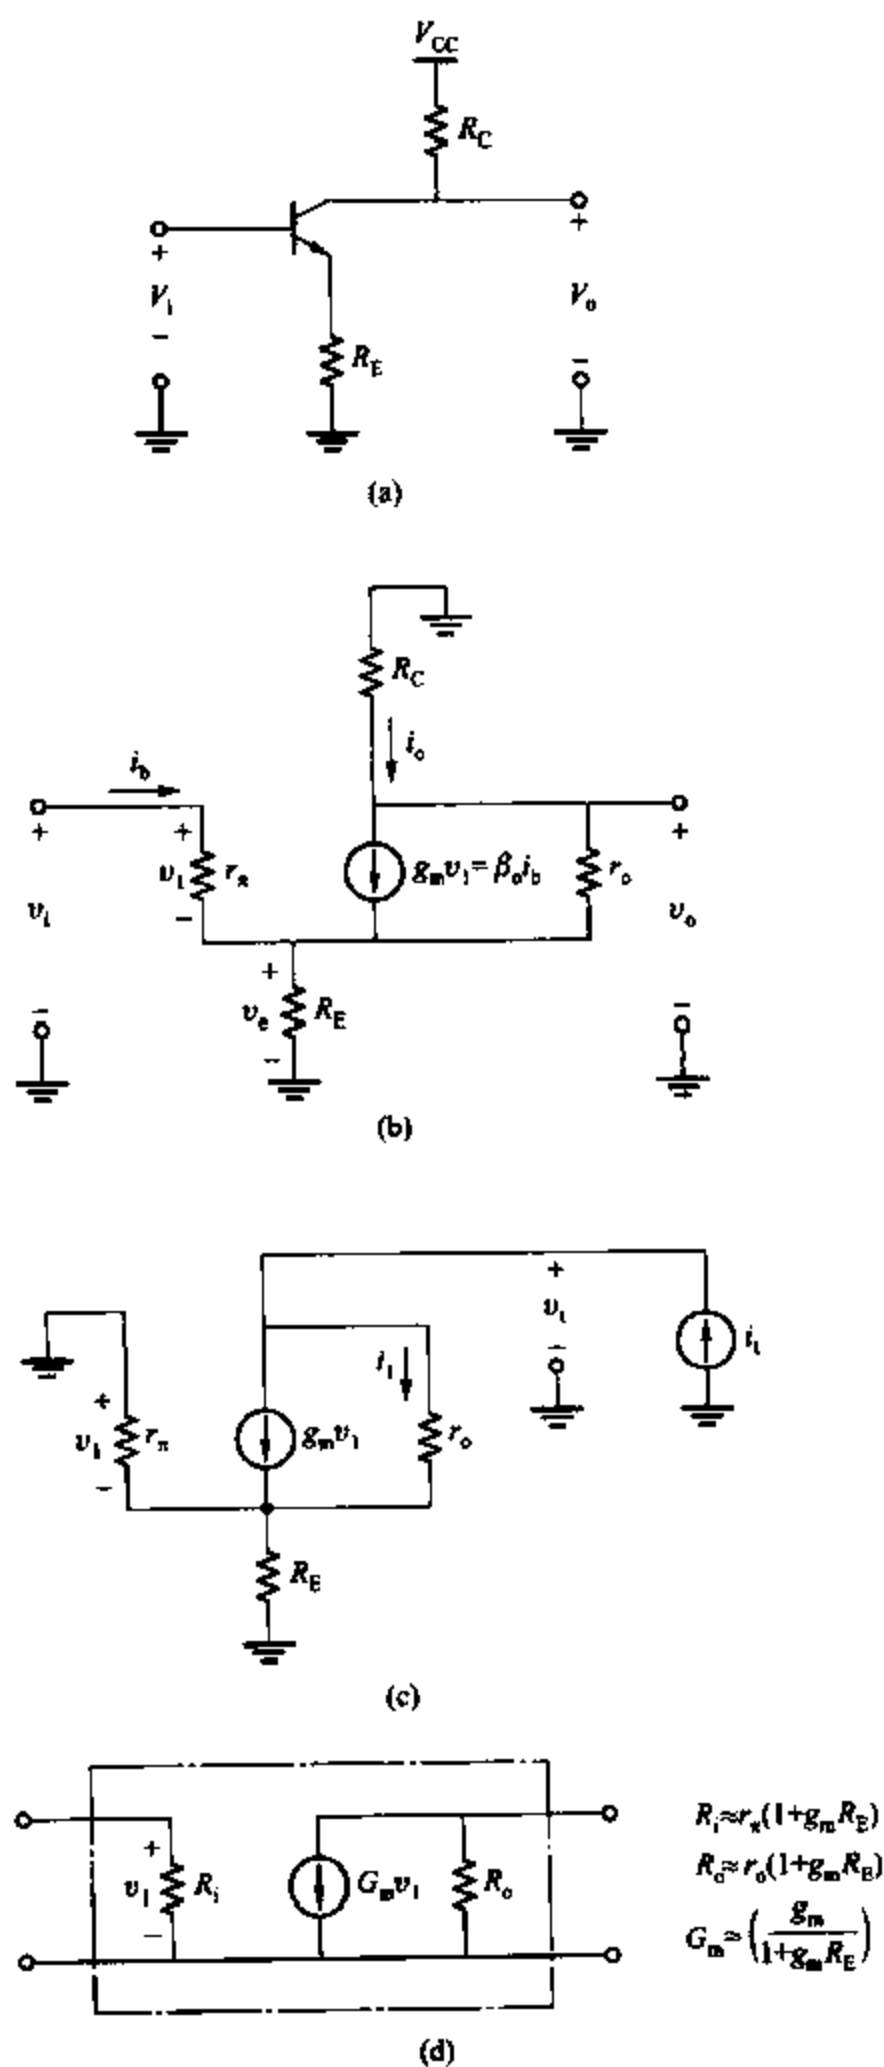 V_CC
R_C
+ +
V_i V_o
− −
R_E
(a)
R_C
i_o
i_b
+ + +
v_1 r_π g_m v_1 = β_o i_b r_o
−
v_i v_o
+
v_e R_E
−
− −
(b)
+
v_t i_t
−
i_1
+
v_1 r_π g_m v_1 r_o
−
R_E
(c)
+
v_1 R_i G_m v_1 R_o
−
R_i ≈ r_π(1+g_m R_E)
R_o ≈ r_o(1+g_m R_E)
G_m ≈ (g_m / 1+g_m R_E)
(d)